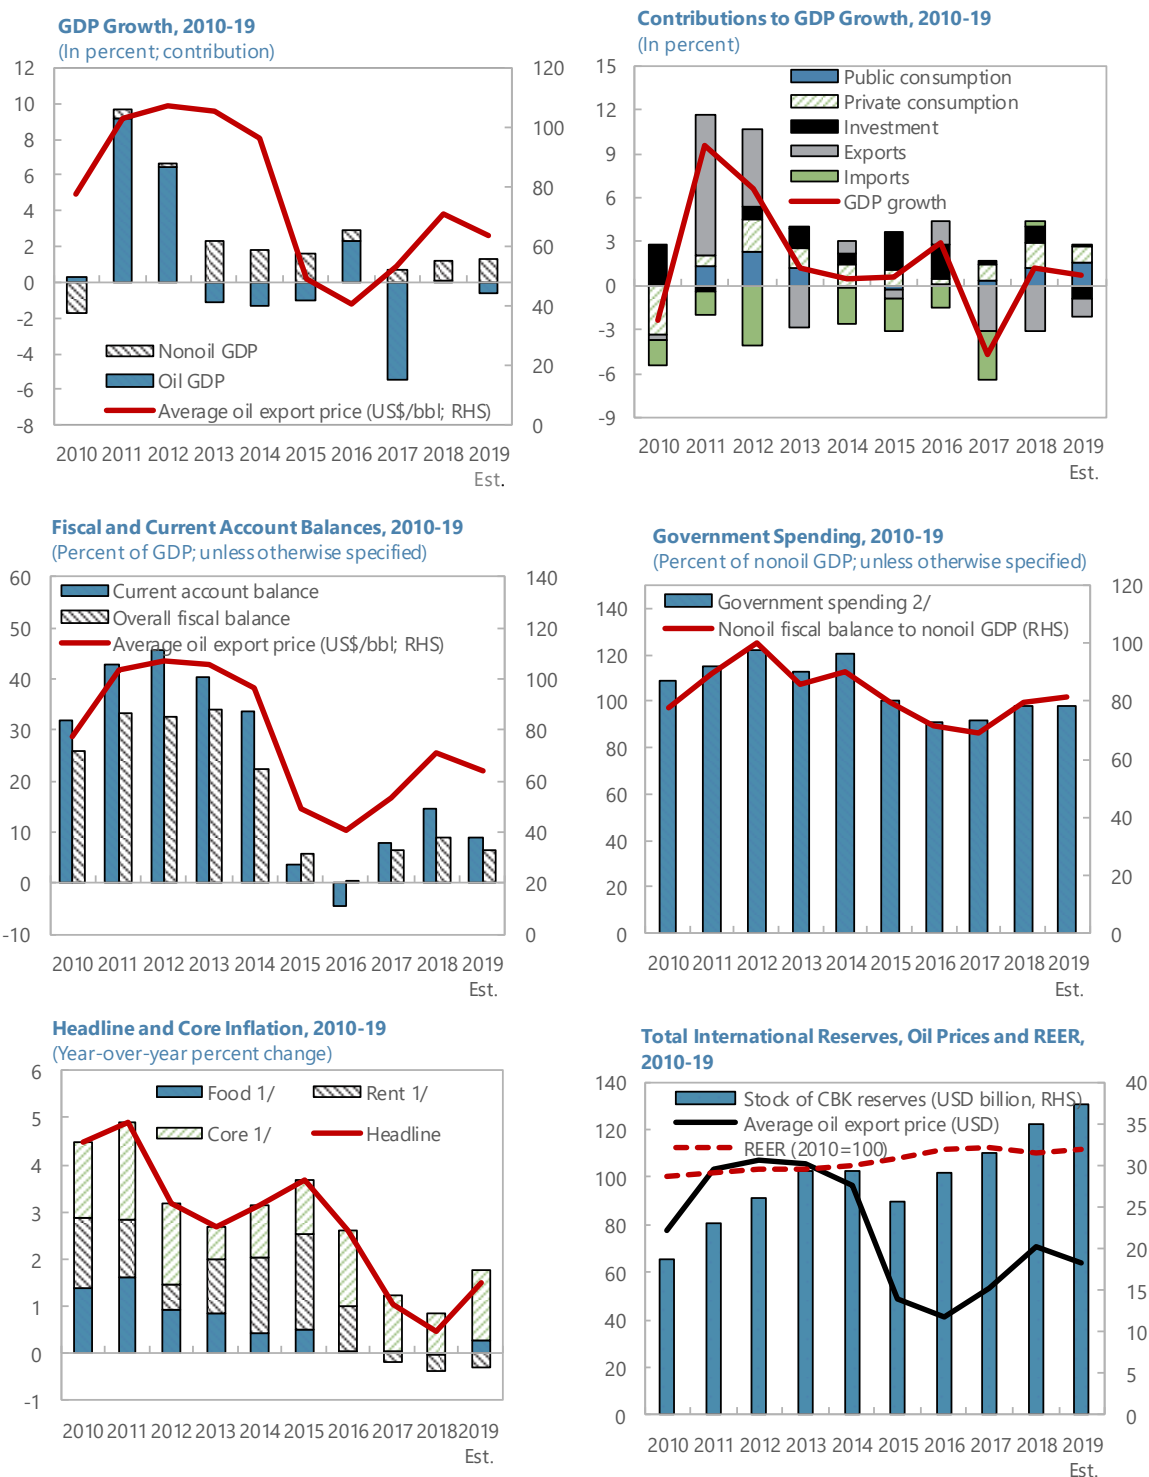 GDP Growth, 2010-19
(In percent; contribution)
12
10
8
6
4
2
0
-2
-4
-6
-8
120
100
80
60
40
20
0
Nonoil GDP
Oil GDP
Average oil export price (US$/bbl; RHS)
2010 2011 2012 2013 2014 2015 2016 2017 2018 2019
Est.
Contributions to GDP Growth, 2010-19
(In percent)
15
12
9
6
3
0
-3
-6
-9
Public consumption
Private consumption
Investment
Exports
Imports
GDP growth
2010 2011 2012 2013 2014 2015 2016 2017 2018 2019
Est.
Fiscal and Current Account Balances, 2010-19
(Percent of GDP; unless otherwise specified)
60
50
40
30
20
10
0
-10
140
120
100
80
60
40
20
0
Current account balance
Overall fiscal balance
Average oil export price (US$/bbl; RHS)
2010 2011 2012 2013 2014 2015 2016 2017 2018 2019
Est.
Government Spending, 2010-19
(Percent of nonoil GDP; unless otherwise specified)
140
120
100
80
60
40
20
0
120
100
80
60
40
20
0
Government spending 2/
Nonoil fiscal balance to nonoil GDP (RHS)
2010 2011 2012 2013 2014 2015 2016 2017 2018 2019
Est.
Headline and Core Inflation, 2010-19
(Year-over-year percent change)
6
5
4
3
2
1
0
-1
Food 1/
Rent 1/
Core 1/
Headline
2010 2011 2012 2013 2014 2015 2016 2017 2018 2019
Est.
Total International Reserves, Oil Prices and REER,
2010-19
140
120
100
80
60
40
20
0
40
35
30
25
20
15
10
5
0
Stock of CBK reserves (USD billion, RHS)
Average oil export price (USD)
REER (2010=100)
2010 2011 2012 2013 2014 2015 2016 2017 2018 2019
Est.